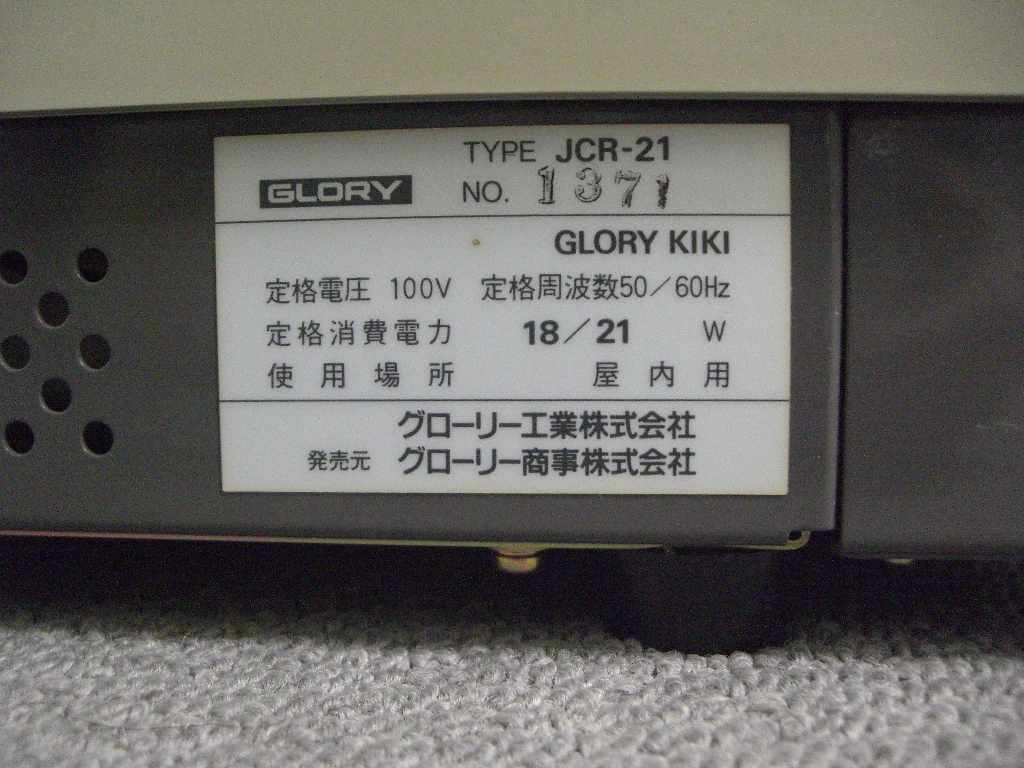 TYPE JCR-21
GLORY NO. 1371
GLORY KIKI
定格電圧 100V 定格周波数50/60Hz
定格消費電力 18/21 W
使用場所 屋内用
グローリー工業株式会社
発売元 グローリー商事株式会社